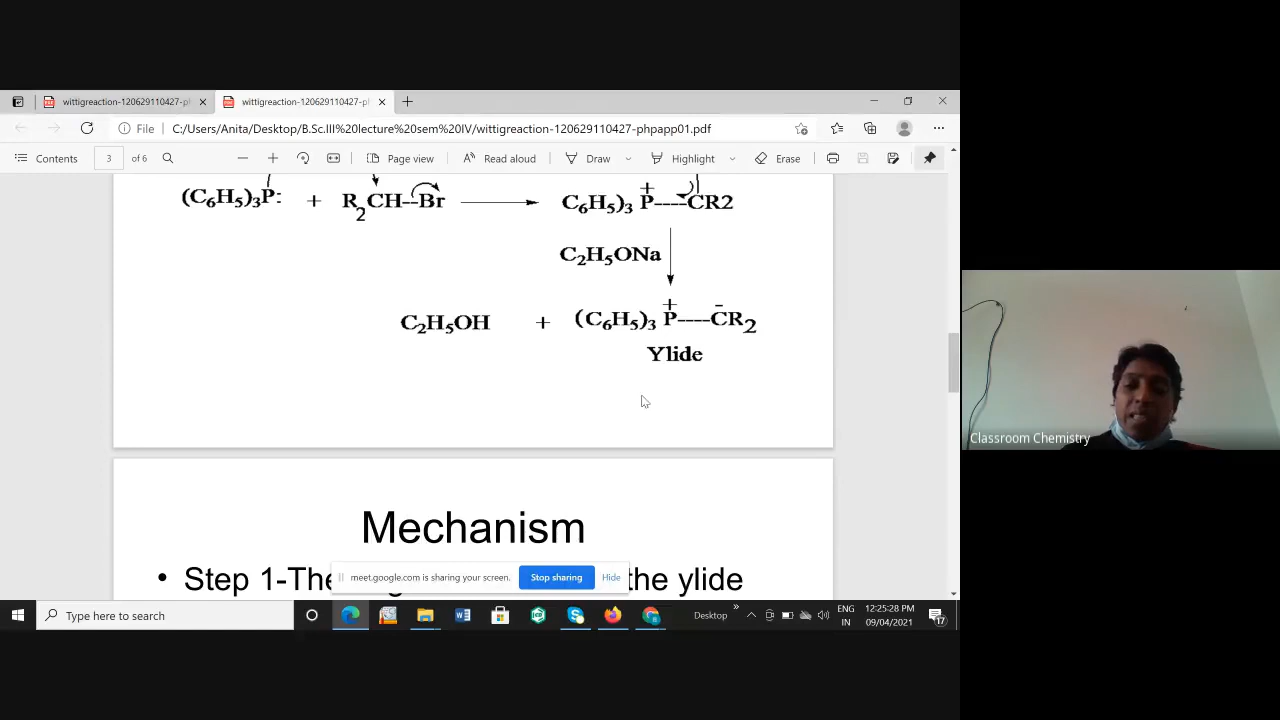 wittigreaction-120629110427-ph
wittigreaction-120629110427-ph
File
C:/Users/Anita/Desktop/B.Sc.III%20lecture%20sem%20IV/wittigreaction-120629110427-phpapp01.pdf
Contents 3 of 6 Page view Read aloud Draw Highlight Erase
(C6H5)3P: + R2CH--Br C6H5)3 P----CR2
+
C2H5ONa
+ -
C2H5OH + (C6H5)3 P----CR2
Ylide
Mechanism
• Step 1-The the ylide
meet.google.com is sharing your screen. Stop sharing Hide
Classroom Chemistry
Type here to search
Desktop
ENG
IN
12:25:28 PM
09/04/2021
17